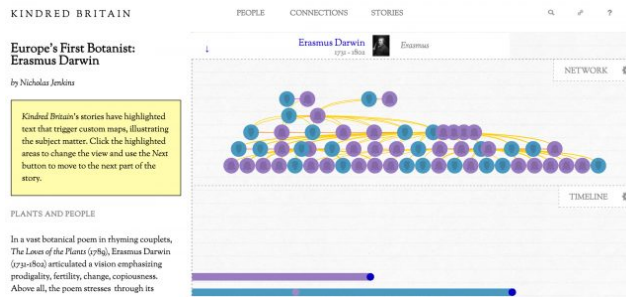 KINDRED BRITAIN
PEOPLE CONNECTIONS STORIES ?
Europe's First Botanist:
Erasmus Darwin
by Nicholas Jenkins
Kindred Britain's stories have highlighted
text that trigger custom maps, illustrating
the subject matter. Click the highlighted
areas to change the view and use the Next
button to move to the next part of the
story.
PLANTS AND PEOPLE
In a vast botanical poem in rhyming couplets,
The Loves of the Plants (1789), Erasmus Darwin
(1731-1802) articulated a vision emphasizing
prodigality, fertility, change, copiousness.
Above all, the poem stresses through its
↓
Erasmus Darwin
1731 - 1802
Erasmus
NETWORK
TIMELINE